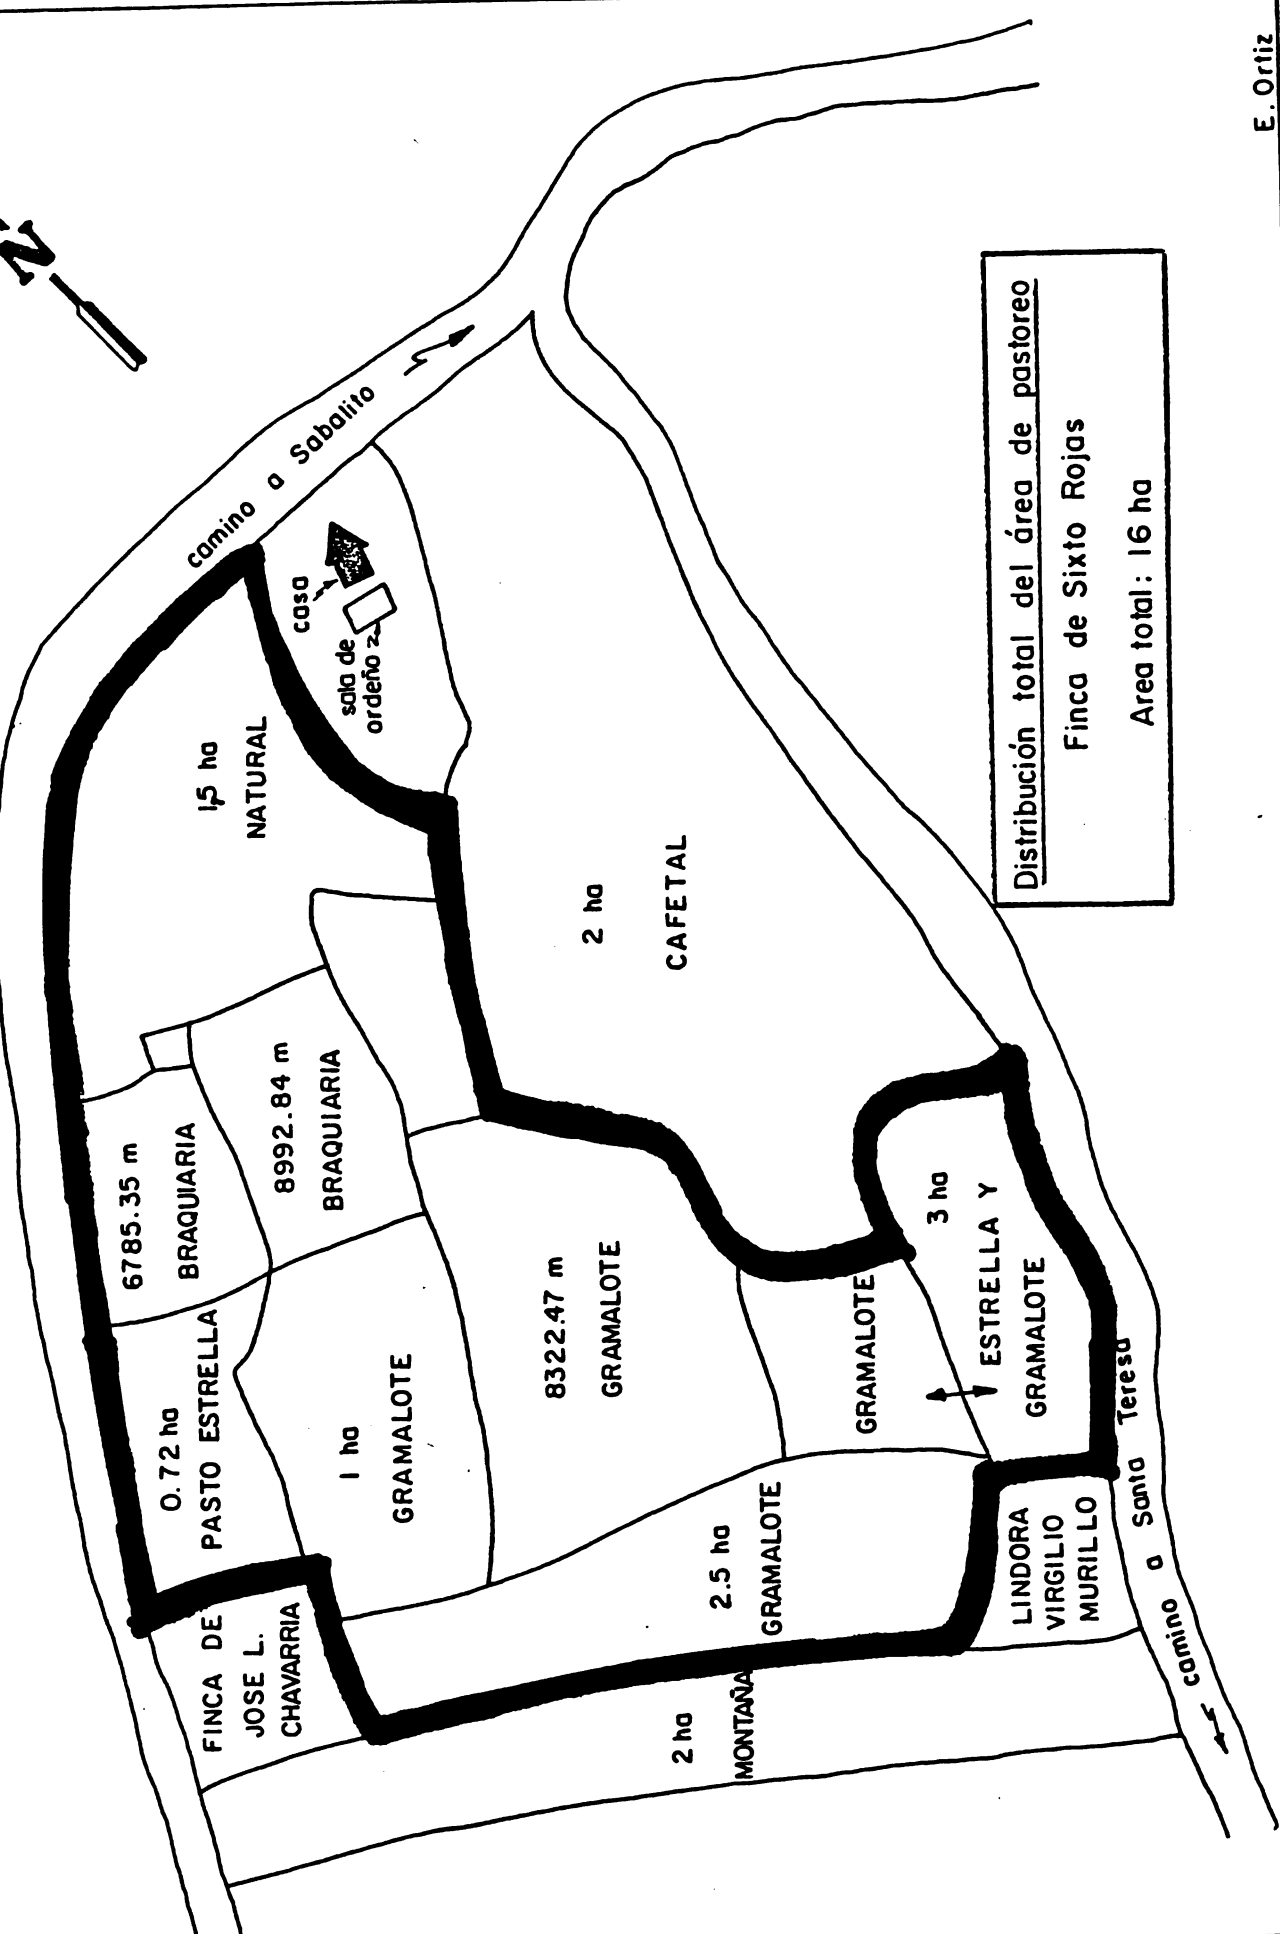 N
camino a Sabalito
casa
sala de
ordeño
1,5 ha
NATURAL
2 ha
CAFETAL
6785.35 m
BRAQUIARIA
8992.84 m
BRAQUIARIA
0.72 ha
PASTO ESTRELLA
1 ha
GRAMALOTE
8322.47 m
GRAMALOTE
GRAMALOTE
3 ha
ESTRELLA Y
GRAMALOTE
2.5 ha
GRAMALOTE
FINCA DE
JOSE L.
CHAVARRIA
2 ha
MONTAÑA
LINDORA
VIRGILIO
MURILLO
camino a Santa Teresa
Distribución total del área de pastoreo
Finca de Sixto Rojas
Area total: 16 ha
E. Ortiz